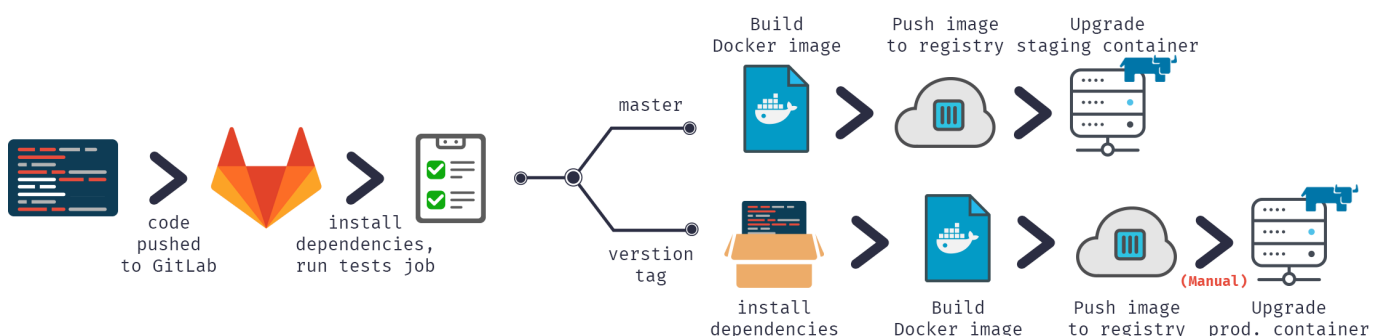 code
pushed
to GitLab
install
dependencies,
run tests job
master
Build
Docker image
Push image
to registry
Upgrade
staging container
verstion
tag
install
dependencies
Build
Docker image
Push image
to registry
(Manual)
Upgrade
prod. container